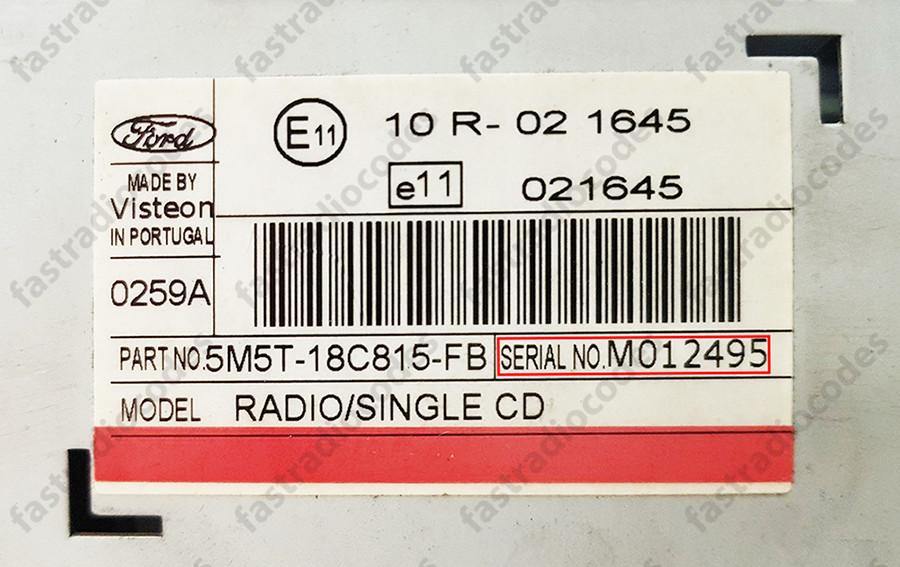 Ford
E11
10 R- 02 1645
e11
021645
MADE BY
Visteon
IN PORTUGAL
0259A
PART NO.5M5T-18C815-FB
SERIAL NO.M012495
MODEL RADIO/SINGLE CD
fastradiocodes